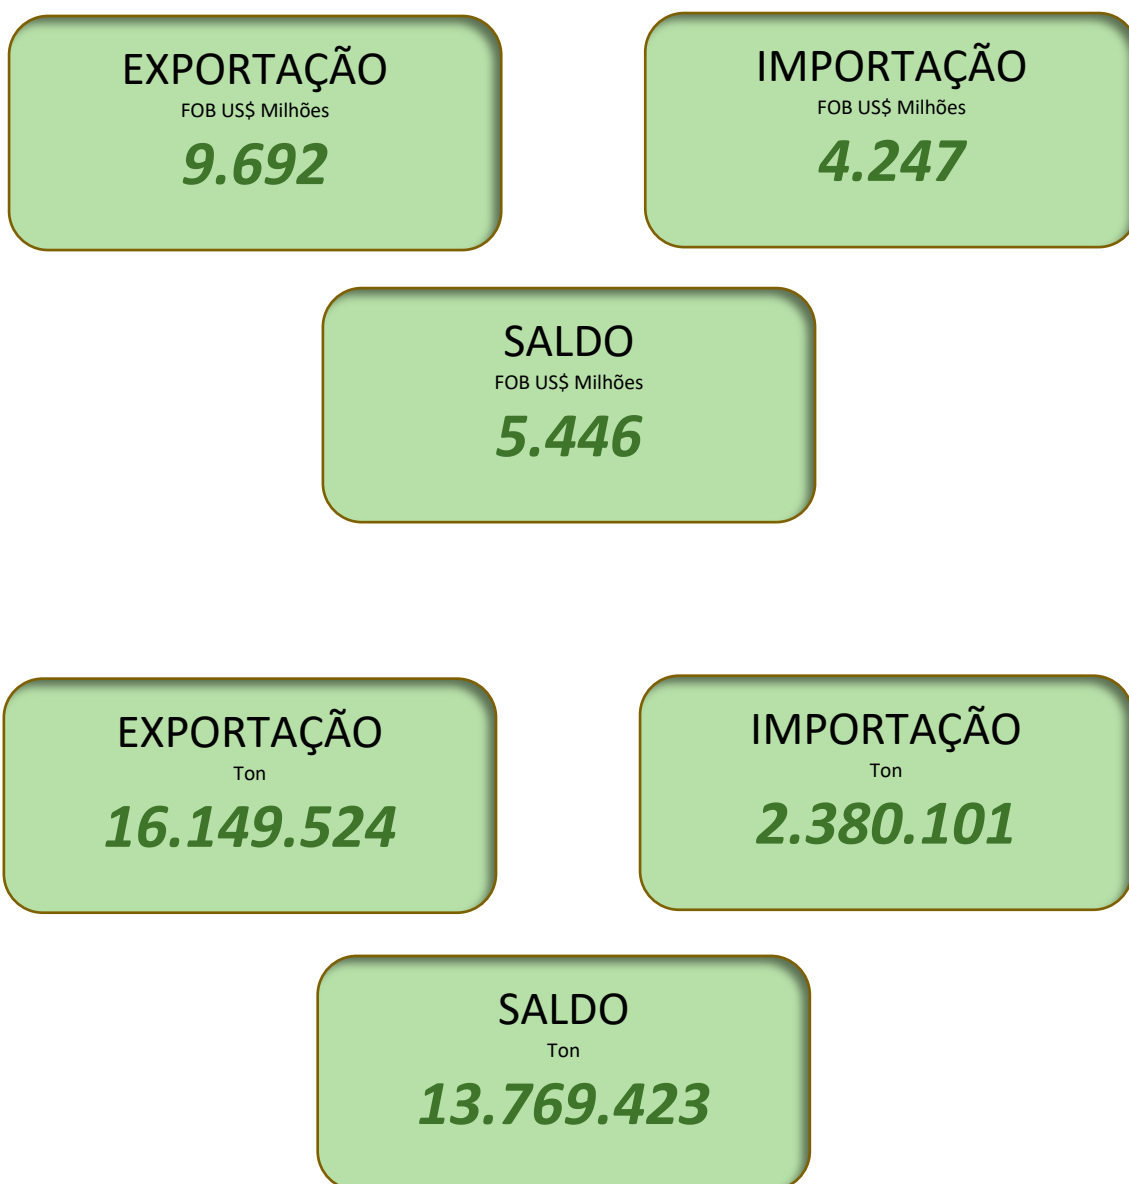 EXPORTAÇÃO
FOB US$ Milhões
9.692
IMPORTAÇÃO
FOB US$ Milhões
4.247
SALDO
FOB US$ Milhões
5.446
EXPORTAÇÃO
Ton
16.149.524
IMPORTAÇÃO
Ton
2.380.101
SALDO
Ton
13.769.423